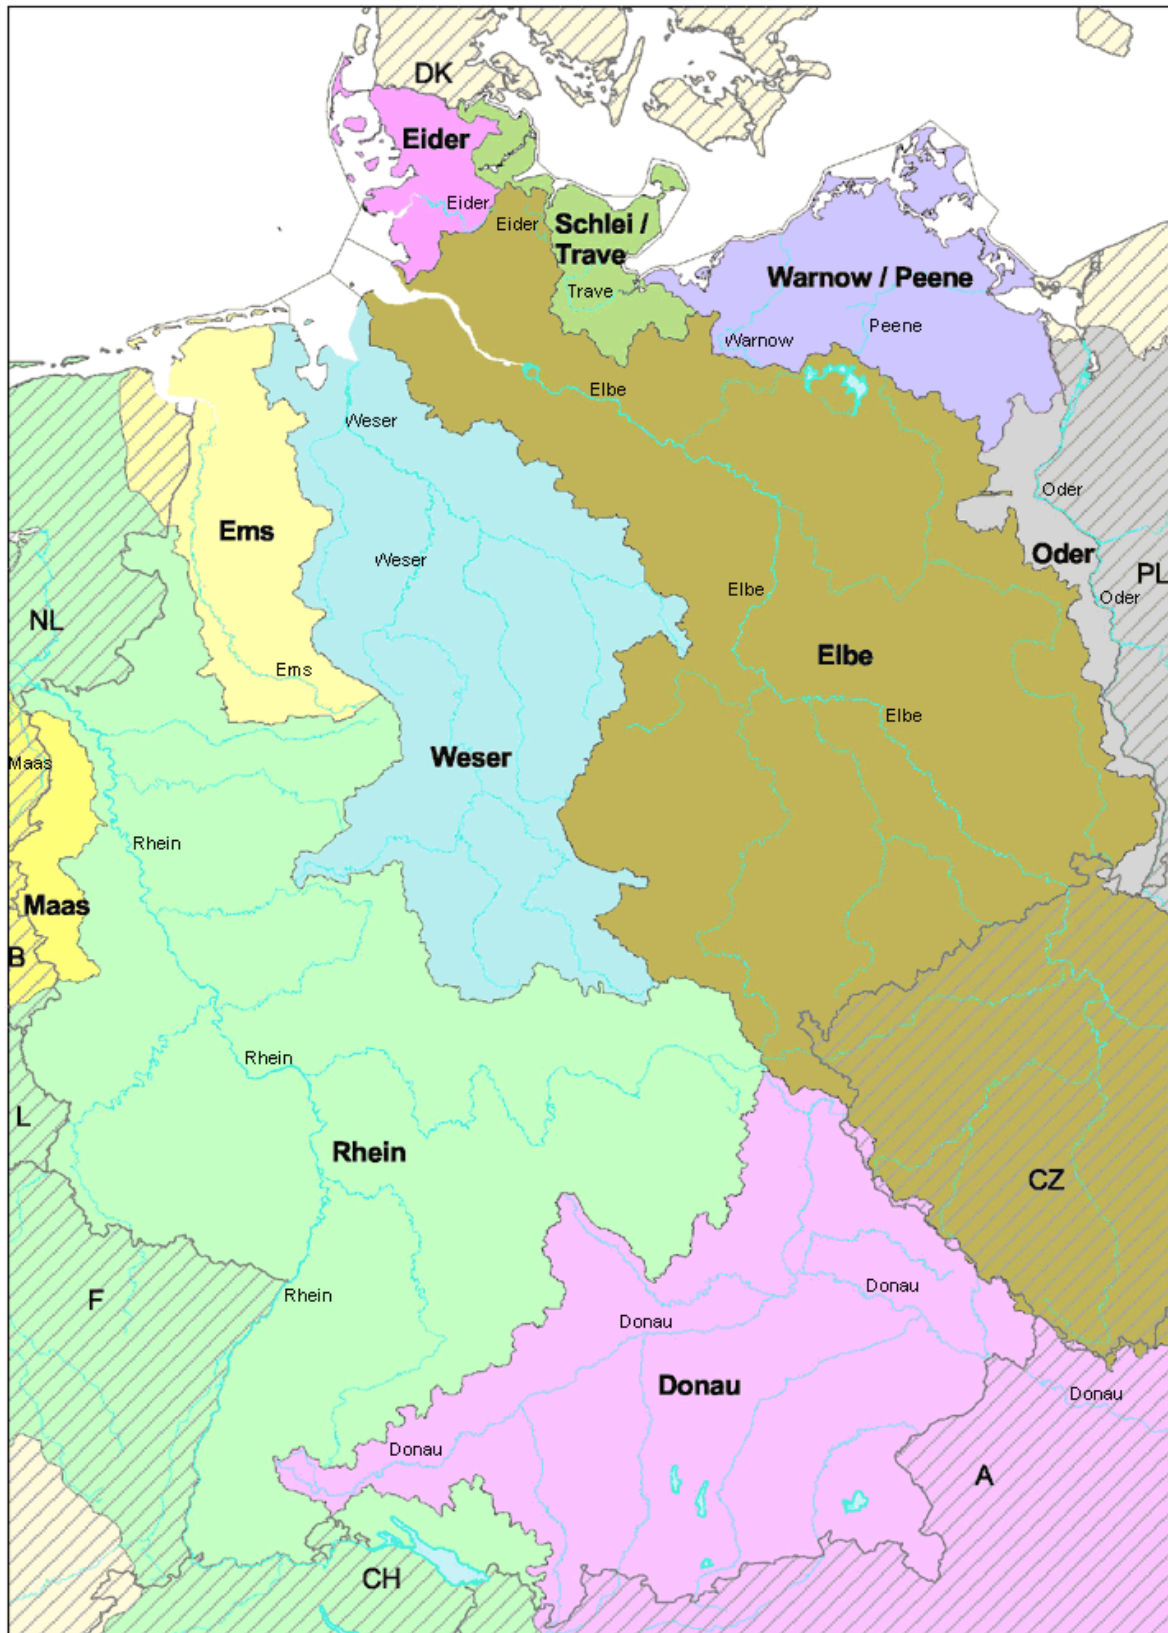 DK
Eider
Eider
Eider
Schlei /
Trave
Trave
Warnow / Peene
Peene
Warnow
Elbe
Weser
Oder
Ems
Weser
Oder
PL
Elbe
Oder
NL
Elbe
Ems
Elbe
Weser
Maas
Rhein
Maas
B
Rhein
L
Rhein
CZ
F
Rhein
Donau
Donau
Donau
Donau
Donau
A
CH